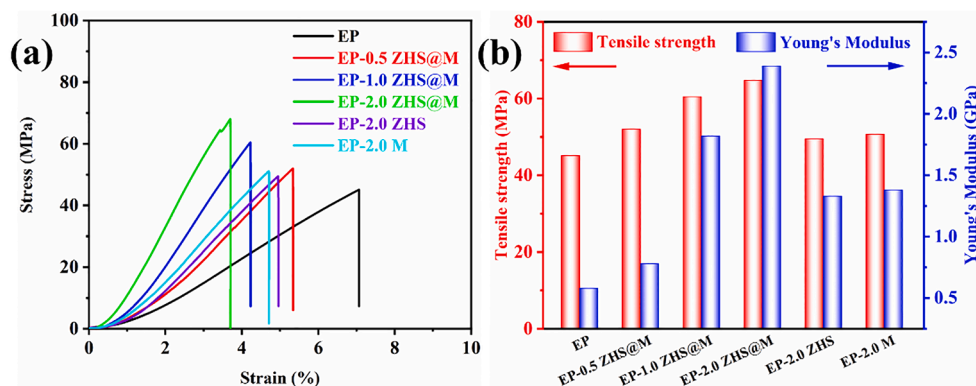 (a)
100
80
60
40
20
0
Stress (MPa)
EP
EP-0.5 ZHS@M
EP-1.0 ZHS@M
EP-2.0 ZHS@M
EP-2.0 ZHS
EP-2.0 M
0 2 4 6 8 10
Strain (%)
(b)
Tensile strength
Young's Modulus
80
60
40
20
0
Tensile strength (MPa)
2.5
2.0
1.5
1.0
0.5
Young's Modulus (GPa)
EP
EP-0.5 ZHS@M
EP-1.0 ZHS@M
EP-2.0 ZHS@M
EP-2.0 ZHS
EP-2.0 M